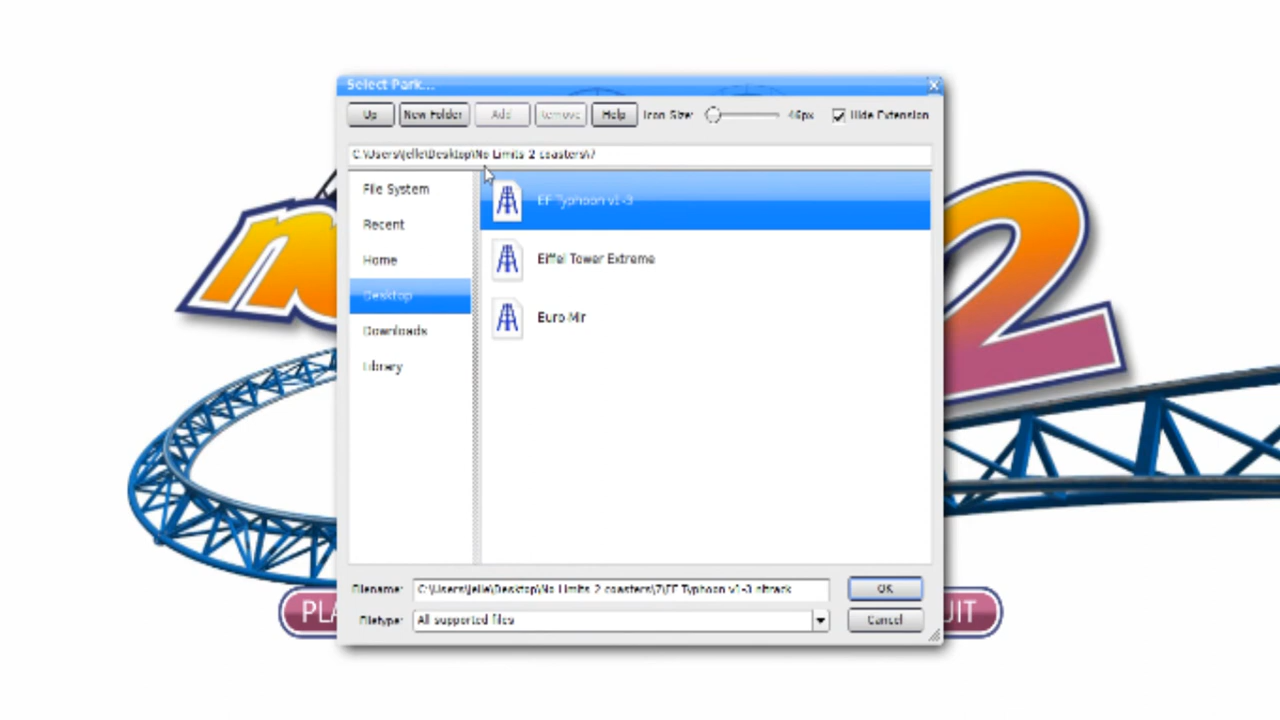 Select Park...
Up New Folder Add Remove Help Icon Size: 46px Hide Extension
C:\Users\Jelle\Desktop\No Limits 2 coasters\7
File System
Recent
Home
Desktop
Downloads
Library
EF Typhoon v1-3
Eiffel Tower Extreme
Euro-Mir
2
Filename: C:\Users\Jelle\Desktop\No Limits 2 coasters\7\EF Typhoon v1-3.nltrack OK
Filetype: All supported files Cancel